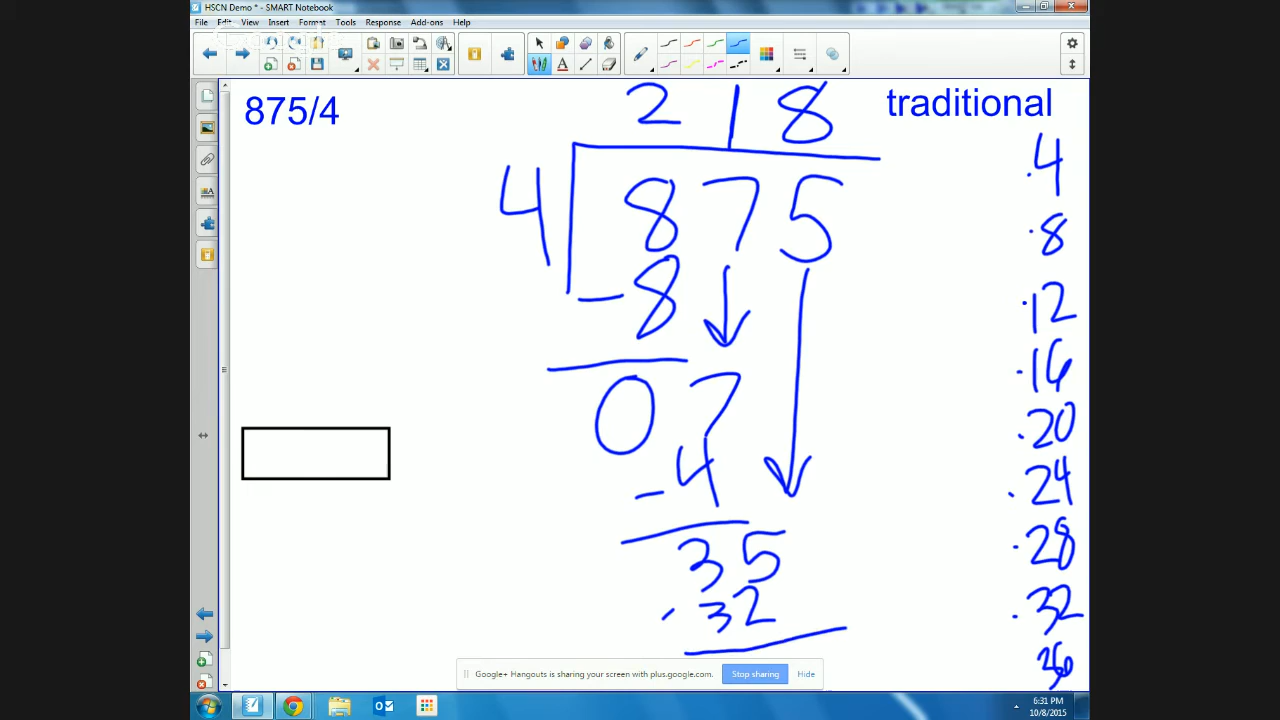 HSCN Demo * - SMART Notebook
File Edit View Insert Format Tools Response Add-ons Help
875/4
traditional
2 1 8
4 8 7 5
- 8
0 7
- 4
3 5
- 3 2
.4
.8
.12
.16
.20
.24
.28
.32
36
Google+ Hangouts is sharing your screen with plus.google.com. Stop sharing Hide
6:31 PM
10/8/2015